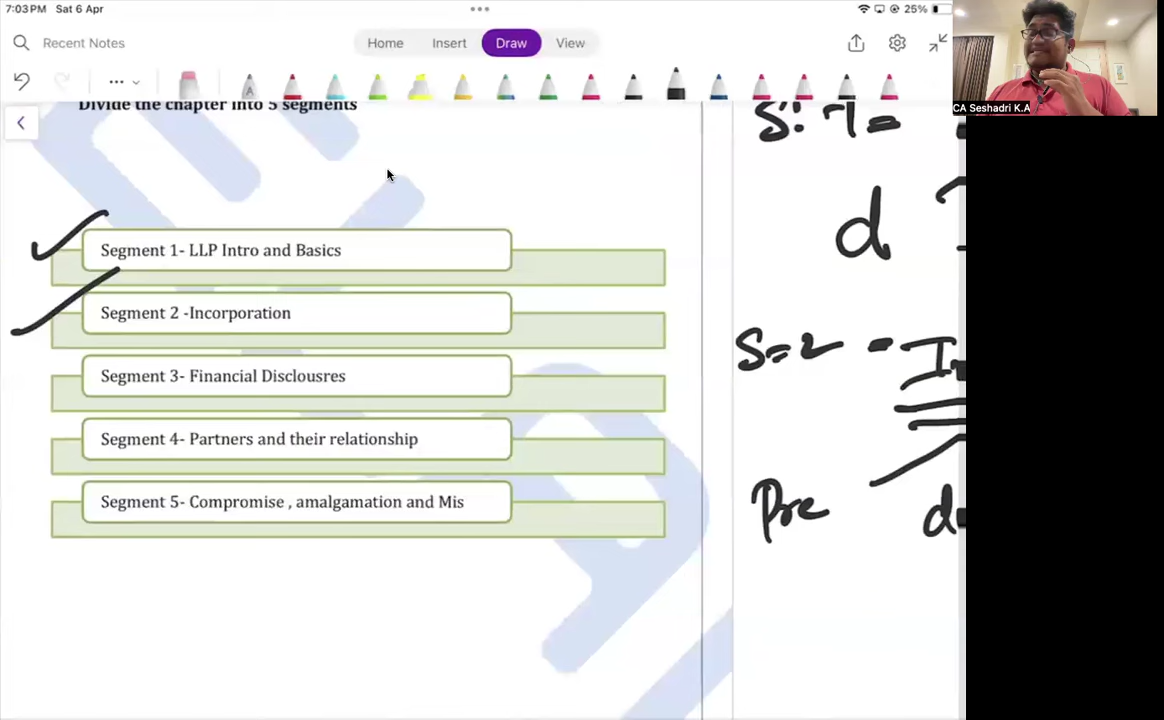 7:03 PM Sat 6 Apr
25%
Recent Notes
Home Insert Draw View
A
Divide the chapter into 5 segments
Segment 1- LLP Intro and Basics
Segment 2 -Incorporation
Segment 3- Financial Disclousres
Segment 4- Partners and their relationship
Segment 5- Compromise , amalgamation and Mis
d
S=2 - In
Pre
CA Seshadri K.A